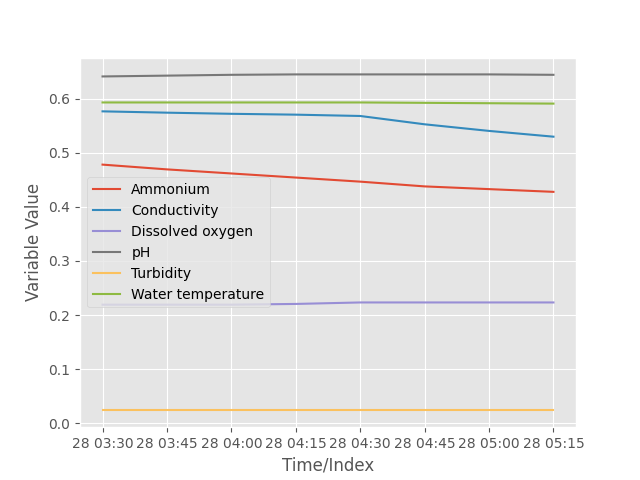 0.6
0.5
0.4
0.3
0.2
0.1
0.0
Variable Value
Ammonium
Conductivity
Dissolved oxygen
pH
Turbidity
Water temperature
28 03:30 28 03:45 28 04:00 28 04:15 28 04:30 28 04:45 28 05:00 28 05:15
Time/Index